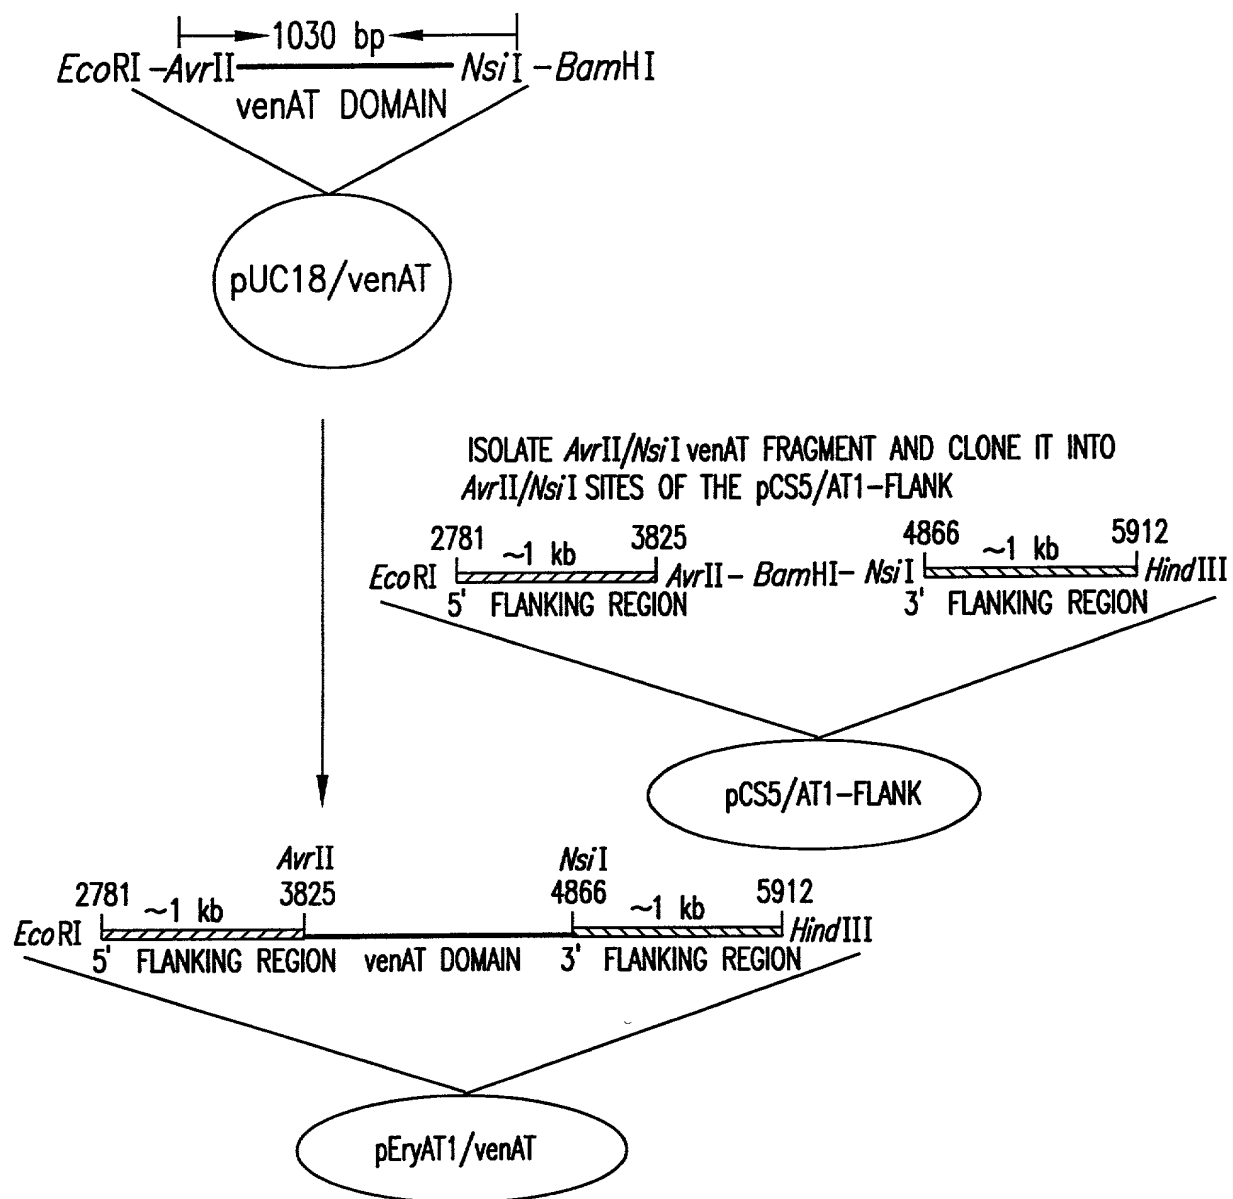 1030 bp
EcoRI-AvrII NsiI-BamHI
venAT DOMAIN
pUC18/venAT
ISOLATE AvrII/NsiI venAT FRAGMENT AND CLONE IT INTO
AvrII/NsiI SITES OF THE pCS5/AT1-FLANK
2781 ~1 kb 3825 4866 ~1 kb 5912
EcoRI AvrII- BamHI- NsiI HindIII
5' FLANKING REGION 3' FLANKING REGION
pCS5/AT1-FLANK
AvrII NsiI
2781 ~1 kb 3825 4866 ~1 kb 5912
EcoRI HindIII
5' FLANKING REGION venAT DOMAIN 3' FLANKING REGION
pEryAT1/venAT